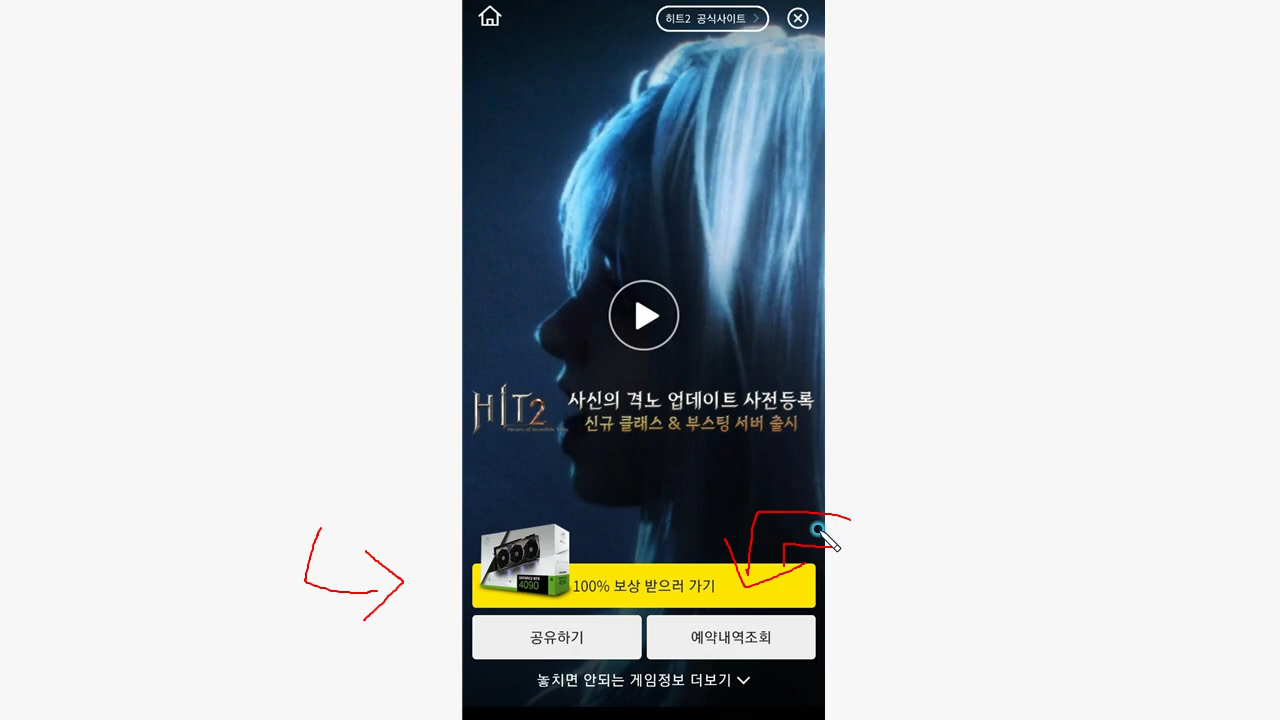 히트2 공식사이트
HIT2
사신의 격노 업데이트 사전등록
신규 클래스 & 부스팅 서버 출시
GEFORCE RTX
4090
100% 보상 받으러 가기
공유하기
예약내역조회
놓치면 안되는 게임정보 더보기